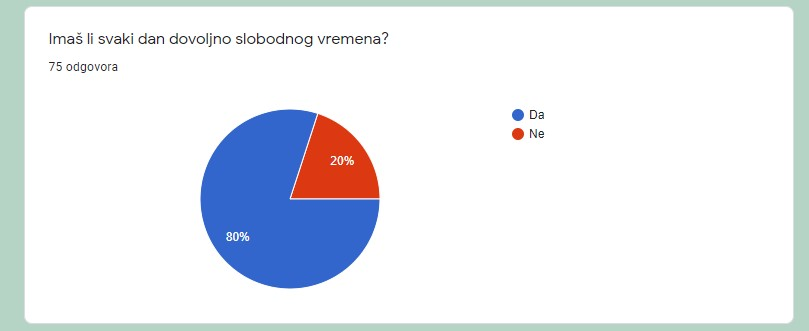 Imaš li svaki dan dovoljno slobodnog vremena?
75 odgovora
Da
Ne
20%
80%